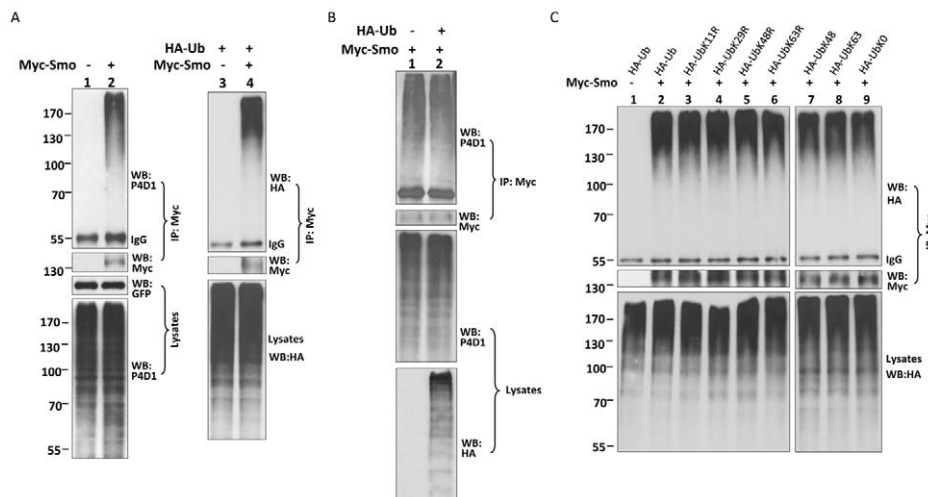 A
HA-Ub + +
Myc-Smo - + Myc-Smo - +
1 2 3 4
170
130
100
70
55
130
WB:
P4D1
IgG
WB:
Myc
IP: Myc
WB:
GFP
WB:
P4D1
Lysates
170
130
100
70
55
WB:
HA
IgG
WB:
Myc
IP: Myc
Lysates
WB:HA
B
HA-Ub - +
Myc-Smo + +
1 2
WB:
P4D1
WB:
Myc
IP: Myc
WB:
P4D1
WB:
HA
Lysates
C
HA-Ub HA-Ub HA-UbK11R HA-UbK29R HA-UbK48R HA-UbK63R HA-UbK48 HA-UbK63 HA-UbK0
Myc-Smo - + + + + + + + +
1 2 3 4 5 6 7 8 9
170
130
100
70
55
130
WB:
HA
IgG
WB:
Myc
170
130
100
70
55
Lysates
WB:HA